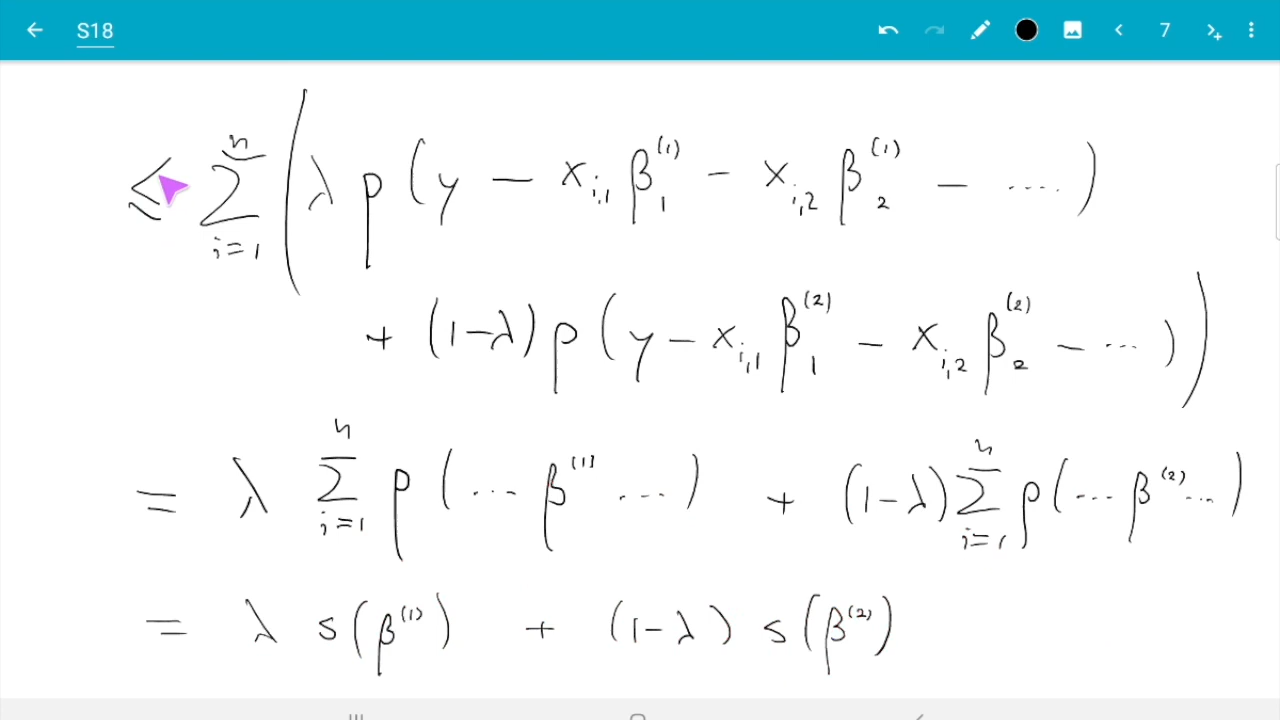 S18 7
≤ ∑_{i=1}^{n} ( λ ρ ( y − x_{i,1} β_1^{(1)} − x_{i,2} β_2^{(1)} − .... )
+ (1−λ) ρ ( y − x_{i,1} β_1^{(2)} − x_{i,2} β_2^{(2)} − ... ) )
= λ ∑_{i=1}^{n} ρ ( ... β^{(1)} ... ) + (1−λ) ∑_{i=1}^{n} ρ ( ... β^{(2)} ... )
= λ s(β^{(1)}) + (1−λ) s(β^{(2)})